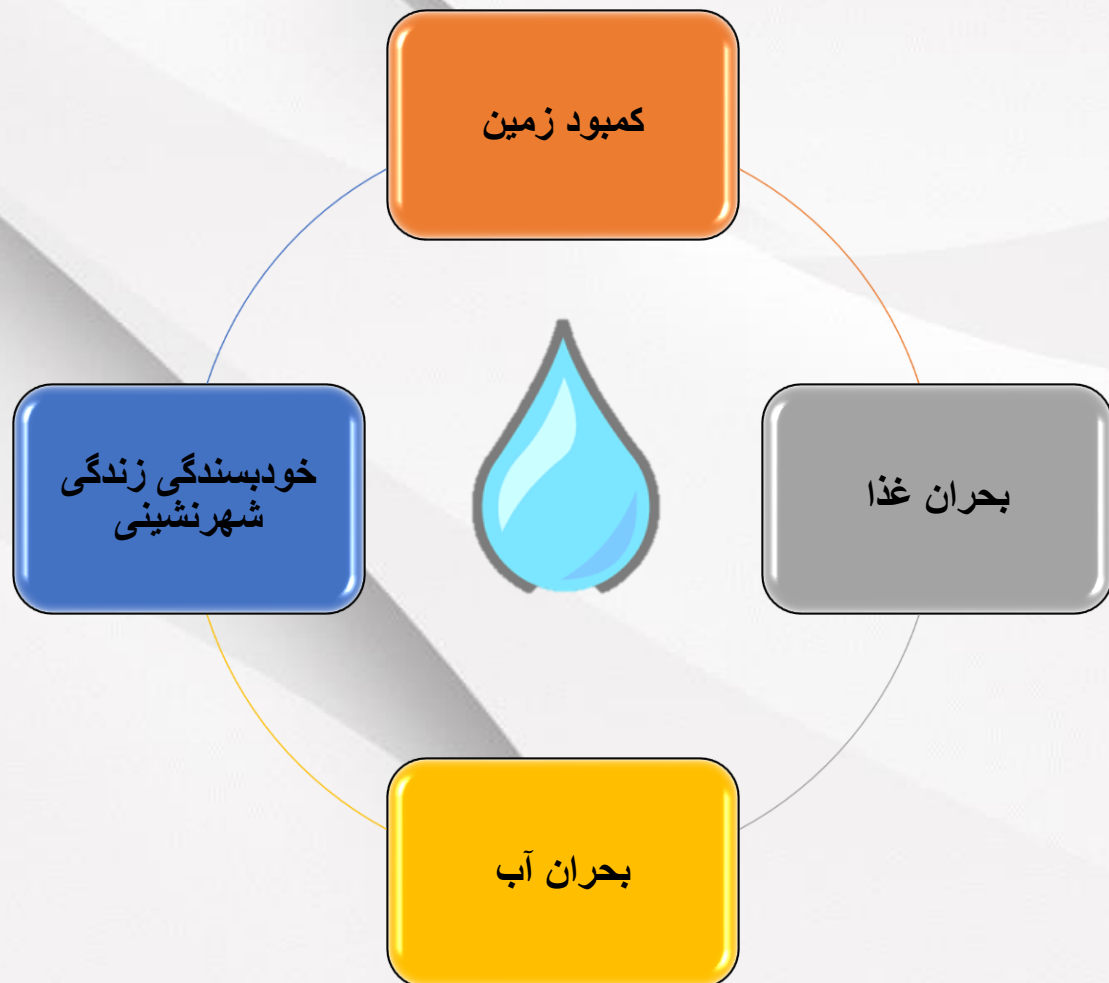 کمبود زمین
بحران غذا
بحران آب
خودبسندگی زندگی
شهرنشینی